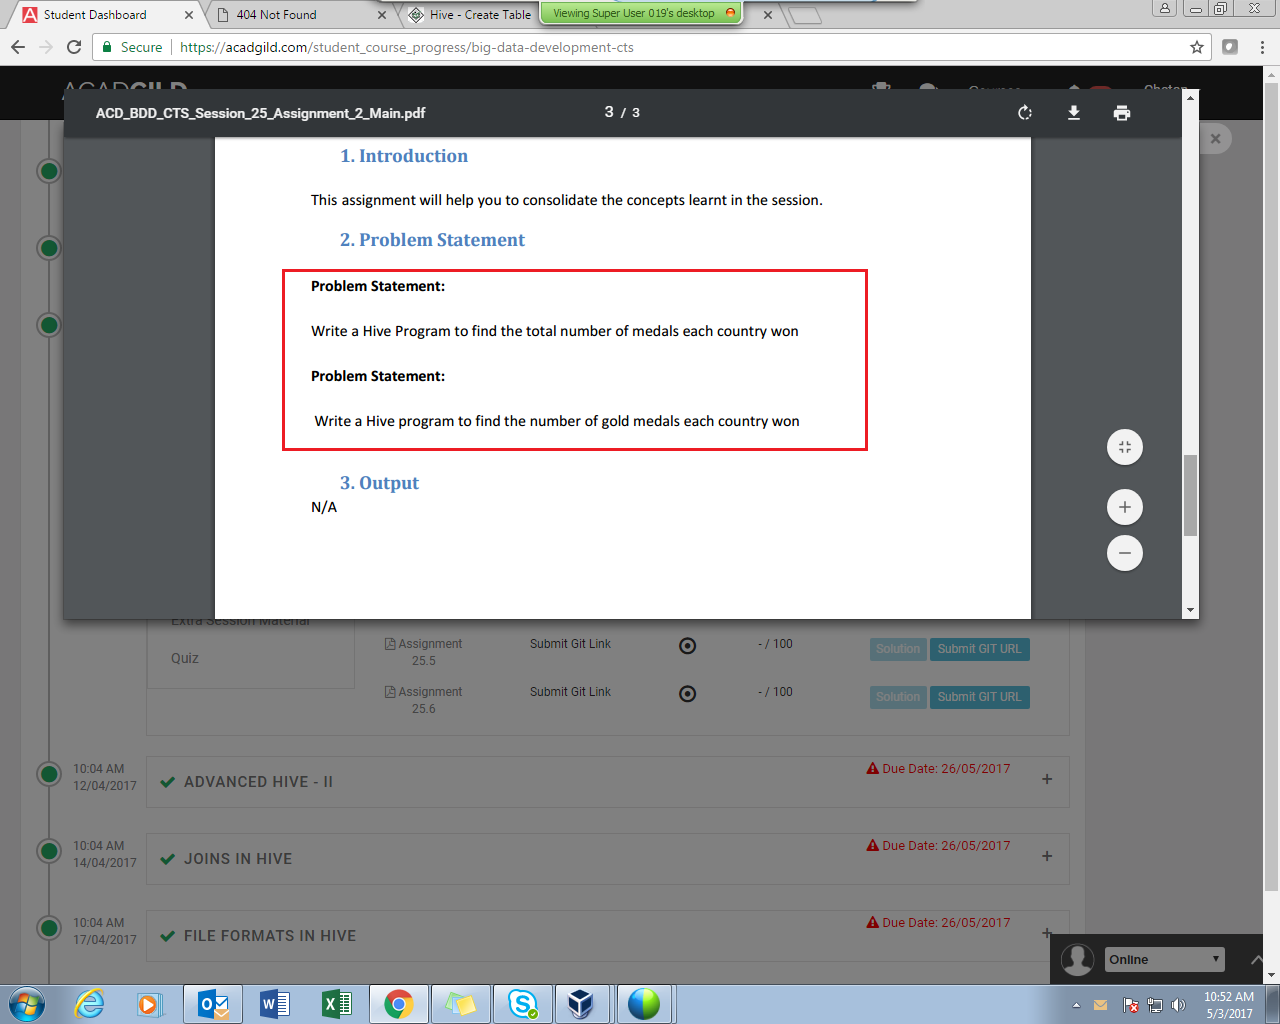 Student Dashboard
404 Not Found
Hive - Create Table
Viewing Super User 019's desktop
Secure
https://acadgild.com/student_course_progress/big-data-development-cts
ACADGILD
ACD_BDD_CTS_Session_25_Assignment_2_Main.pdf
3 / 3
1. Introduction
This assignment will help you to consolidate the concepts learnt in the session.
2. Problem Statement
Problem Statement:
Write a Hive Program to find the total number of medals each country won
Problem Statement:
Write a Hive program to find the number of gold medals each country won
3. Output
N/A
Extra Session Material
Quiz
Assignment
25.5
Submit Git Link
- / 100
Solution
Submit GIT URL
Assignment
25.6
Submit Git Link
- / 100
Solution
Submit GIT URL
10:04 AM
12/04/2017
ADVANCED HIVE - II
Due Date: 26/05/2017
10:04 AM
14/04/2017
JOINS IN HIVE
Due Date: 26/05/2017
10:04 AM
17/04/2017
FILE FORMATS IN HIVE
Due Date: 26/05/2017
Online
10:52 AM
5/3/2017